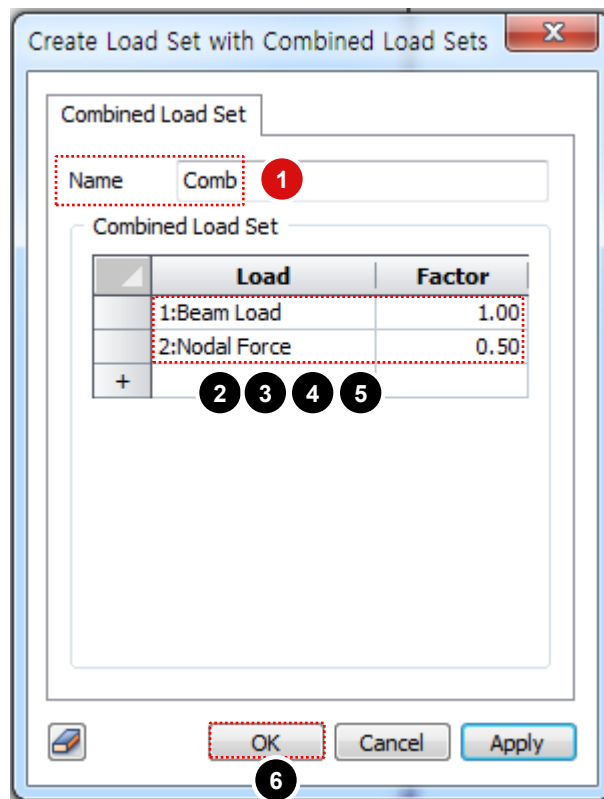 Create Load Set with Combined Load Sets
Combined Load Set
Name Comb 1
Combined Load Set
Load Factor
1:Beam Load 1.00
2:Nodal Force 0.50
+
2 3 4 5
OK Cancel Apply
6